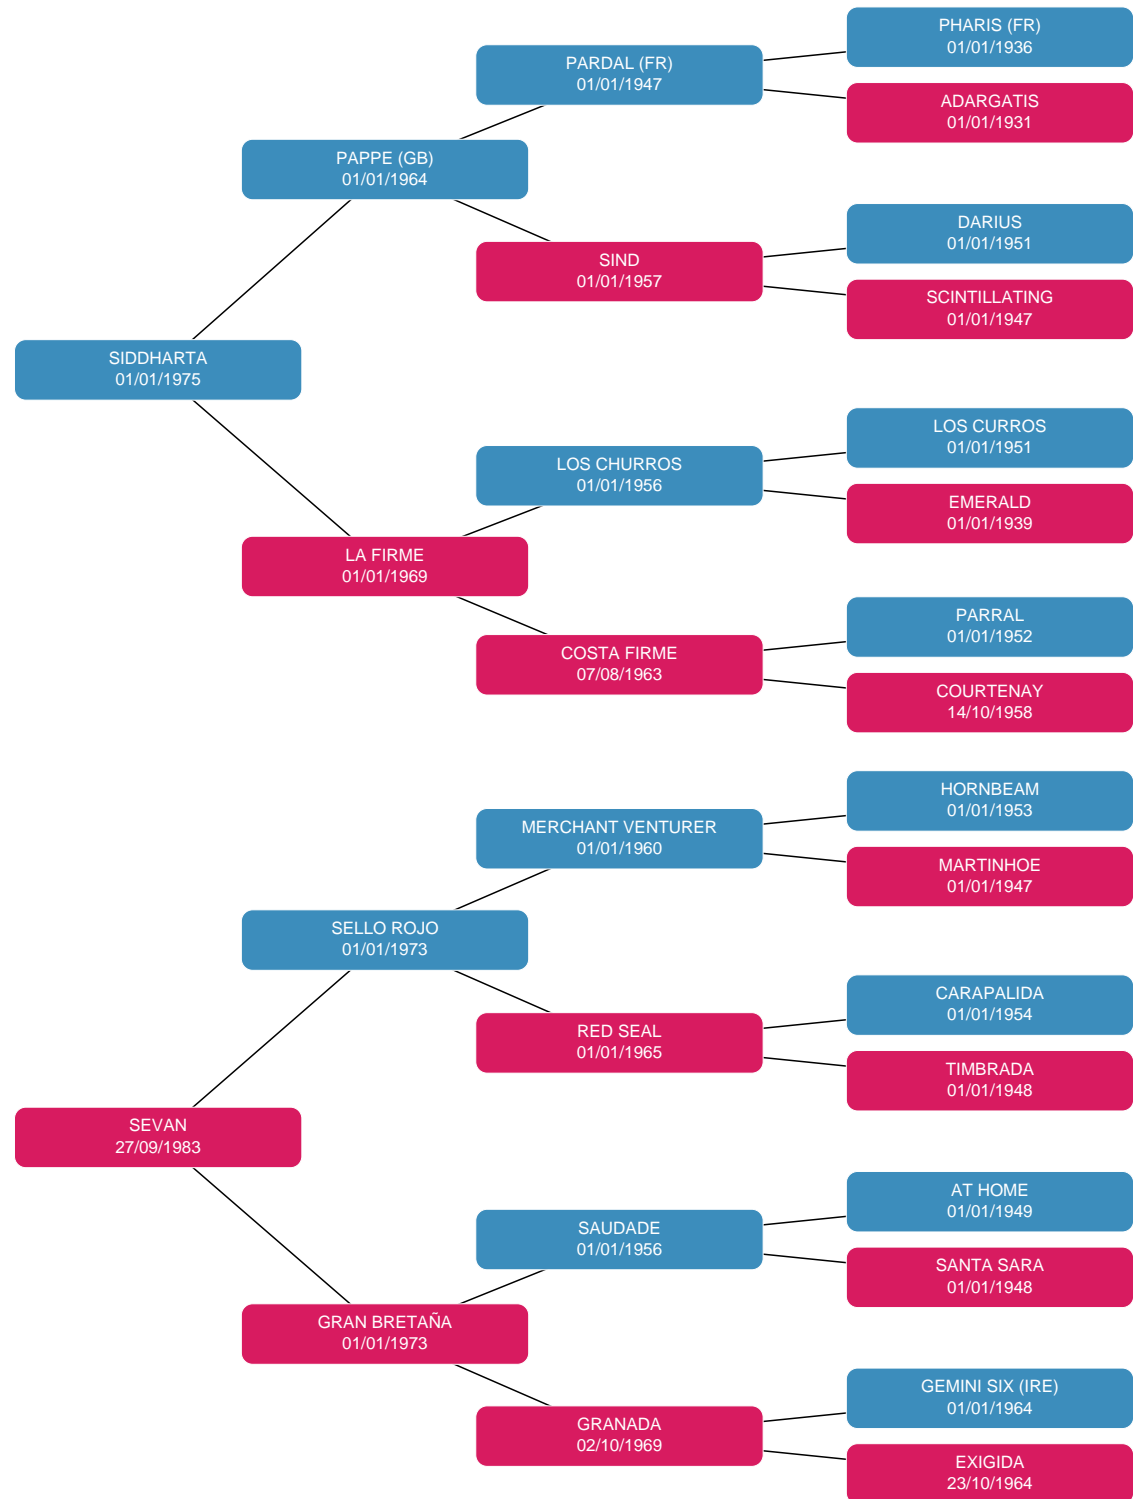 PHARIS (FR)
01/01/1936
PARDAL (FR)
01/01/1947
ADARGATIS
01/01/1931
PAPPE (GB)
01/01/1964
DARIUS
01/01/1951
SIND
01/01/1957
SCINTILLATING
01/01/1947
SIDDHARTA
01/01/1975
LOS CURROS
01/01/1951
LOS CHURROS
01/01/1956
EMERALD
01/01/1939
LA FIRME
01/01/1969
PARRAL
01/01/1952
COSTA FIRME
07/08/1963
COURTENAY
14/10/1958
HORNBEAM
01/01/1953
MERCHANT VENTURER
01/01/1960
MARTINHOE
01/01/1947
SELLO ROJO
01/01/1973
CARAPALIDA
01/01/1954
RED SEAL
01/01/1965
TIMBRADA
01/01/1948
SEVAN
27/09/1983
AT HOME
01/01/1949
SAUDADE
01/01/1956
SANTA SARA
01/01/1948
GRAN BRETAÑA
01/01/1973
GEMINI SIX (IRE)
01/01/1964
GRANADA
02/10/1969
EXIGIDA
23/10/1964